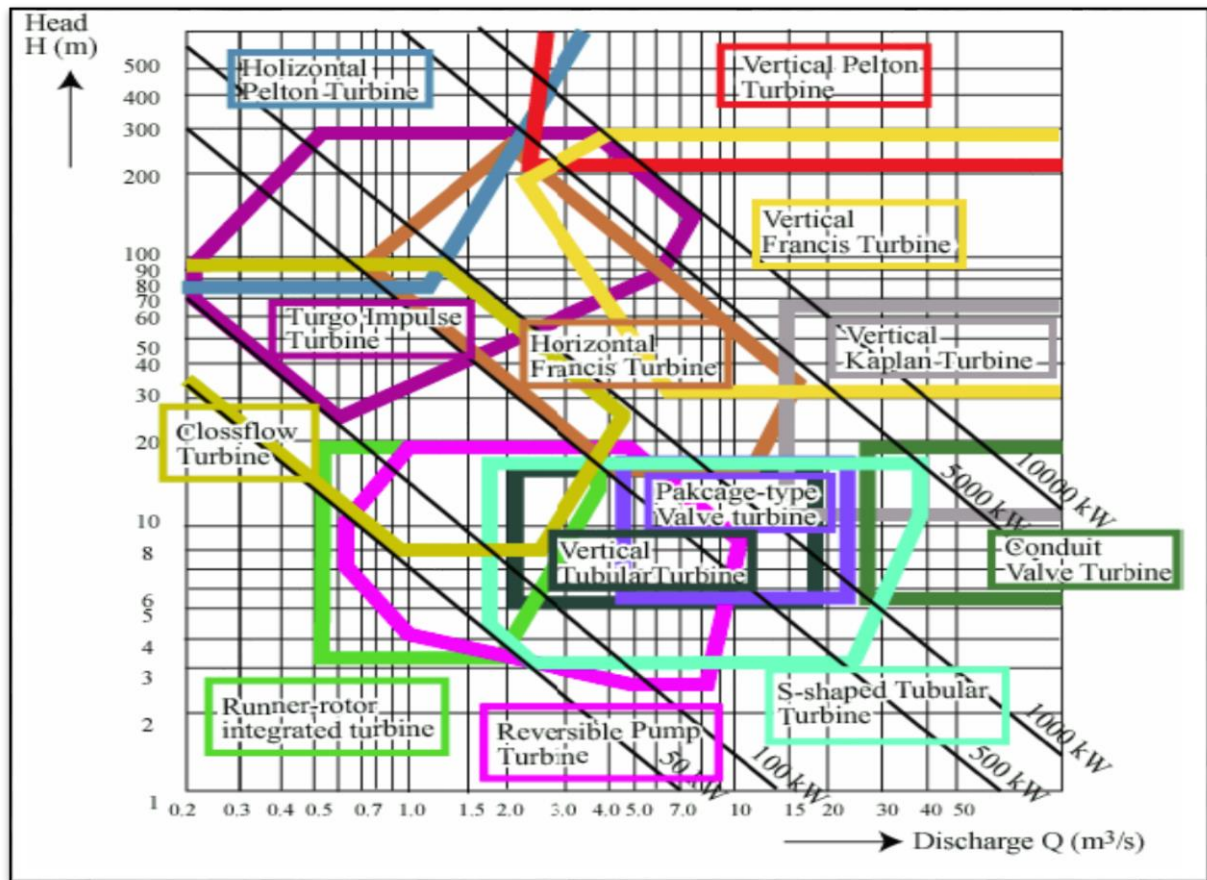 Head
H (m)
500
400
300
200
100
90
80
70
60
50
40
30
20
10
8
6
5
4
3
2
1
0.2 0.3 0.4 0.5 0.7 1.0 1.5 2.0 3.0 4.0 5.0 7.0 10 15 20 30 40 50
Discharge Q (m³/s)
Holizontal
Pelton Turbine
Vertical Pelton
Turbine
Vertical
Francis Turbine
Turgo Impulse
Turbine
Horizontal
Francis Turbine
Vertical
Kaplan Turbine
Clossflow
Turbine
Pakcage-type
Valve turbine
Vertical
Tubular Turbine
Conduit
Valve Turbine
Runner-rotor
integrated turbine
Reversible Pump
Turbine
S-shaped Tubular
Turbine
50 kW
100 kW
500 kW
1000 kW
5000 kW
10000 kW